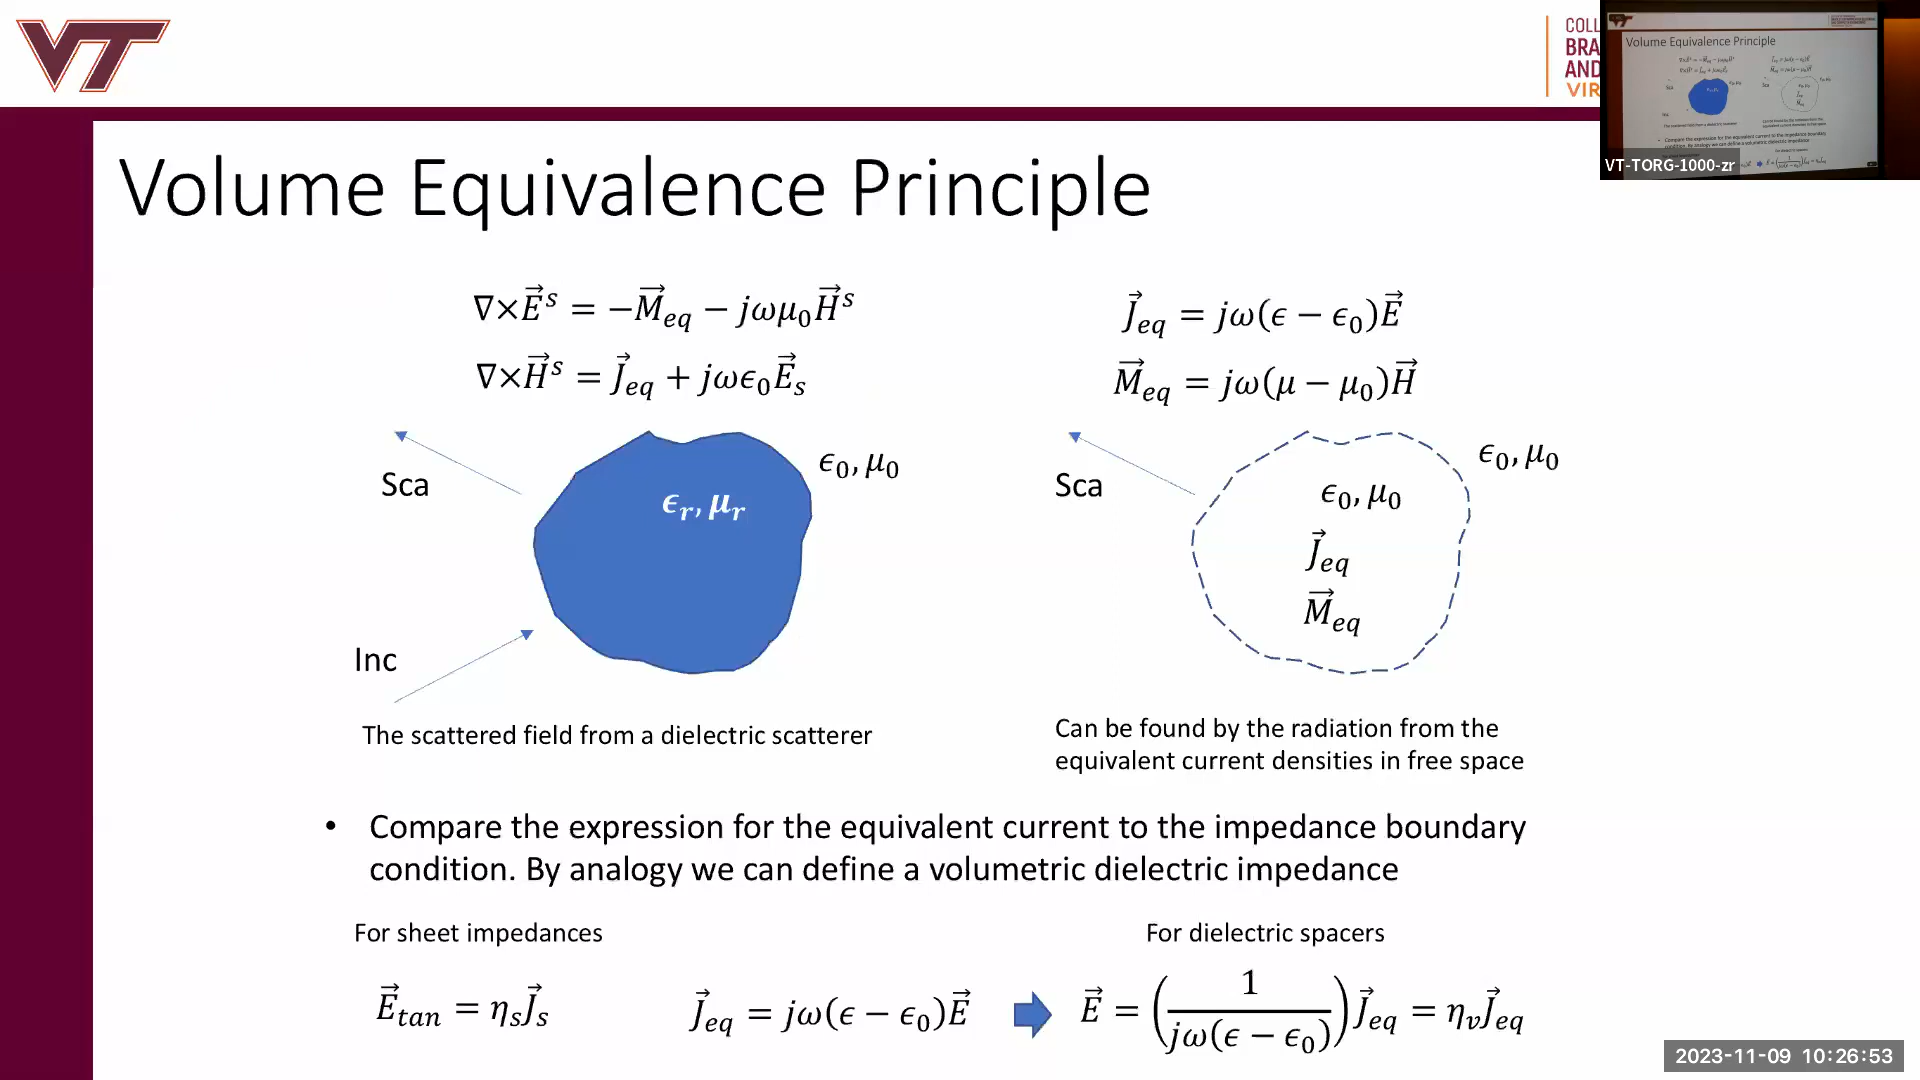 VT
COLL
BRA
AND
VIR
Volume Equivalence Principle
VT-TORG-1000-zr
Volume Equivalence Principle
∇×E⃗ˢ = −M⃗_eq − jωμ₀H⃗ˢ
∇×H⃗ˢ = J⃗_eq + jωϵ₀E⃗_s
J⃗_eq = jω(ϵ − ϵ₀)E⃗
M⃗_eq = jω(μ − μ₀)H⃗
Sca
ϵ₀, μ₀
ϵ_r, μ_r
Inc
Sca
ϵ₀, μ₀
ϵ₀, μ₀
J⃗_eq
M⃗_eq
The scattered field from a dielectric scatterer
Can be found by the radiation from the
equivalent current densities in free space
• Compare the expression for the equivalent current to the impedance boundary
condition. By analogy we can define a volumetric dielectric impedance
For sheet impedances
For dielectric spacers
E⃗_tan = η_s J⃗_s
J⃗_eq = jω(ϵ − ϵ₀)E⃗
E⃗ = (1 / jω(ϵ − ϵ₀)) J⃗_eq = η_v J⃗_eq
2023-11-09 10:26:53